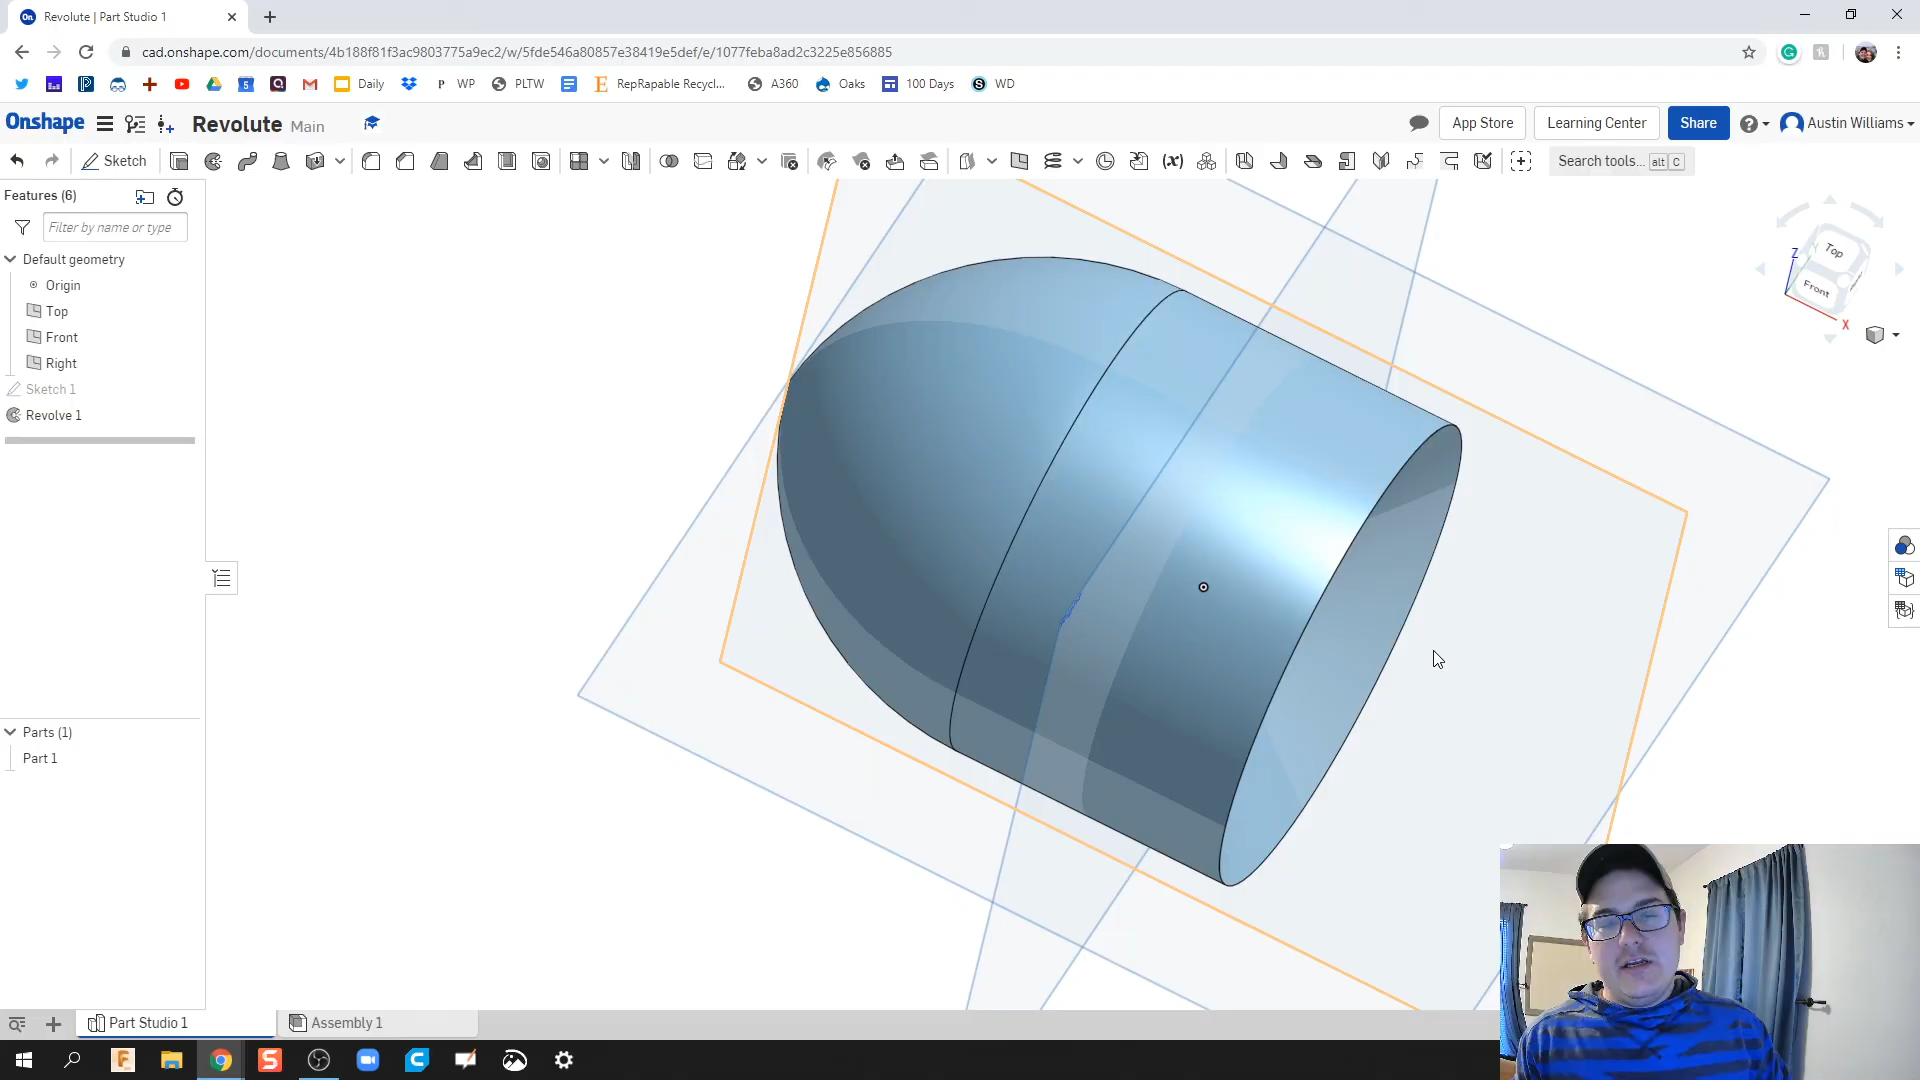 Revolute | Part Studio 1
cad.onshape.com/documents/4b188f81f3ac9803775a9ec2/w/5fde546a80857e38419e5def/e/1077feba8ad2c3225e856885
Daily
P WP
PLTW
RepRapable Recycl...
A360
Oaks
100 Days
WD
Onshape
Revolute Main
App Store
Learning Center
Share
Austin Williams
Sketch
Search tools... alt C
Features (6)
Filter by name or type
Default geometry
Origin
Top
Front
Right
Sketch 1
Revolve 1
Parts (1)
Part 1
Top
Front
Z
X
Part Studio 1
Assembly 1